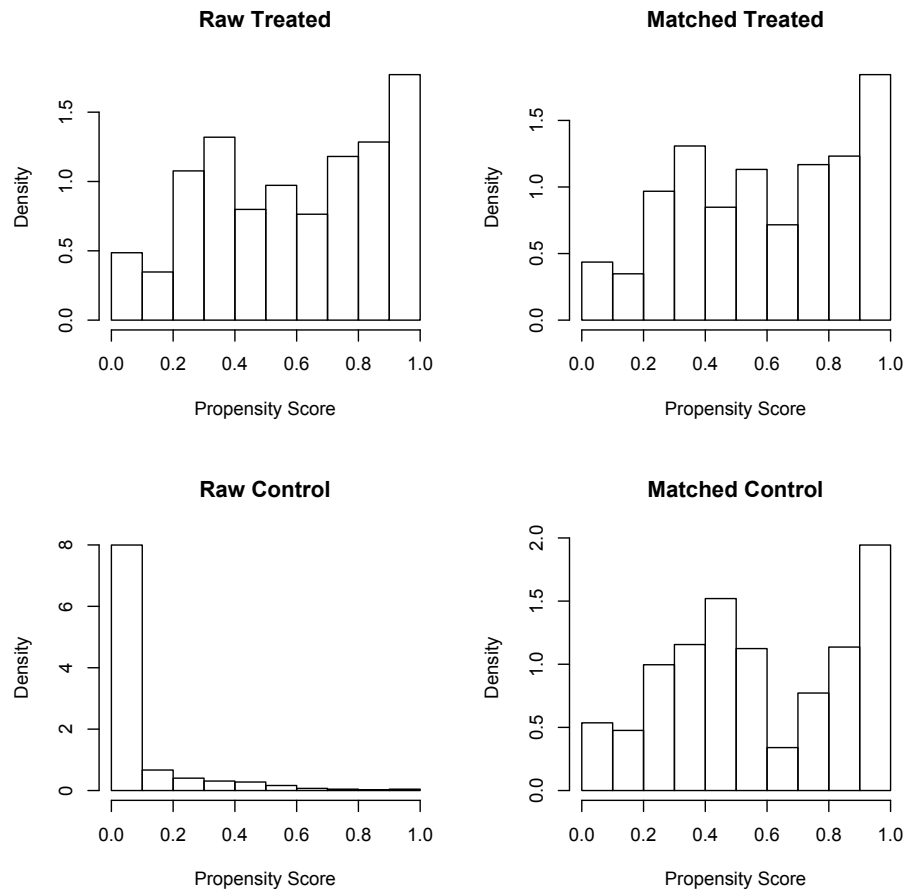 Raw Treated
Density
0.0 0.5 1.0 1.5
0.0 0.2 0.4 0.6 0.8 1.0
Propensity Score
Matched Treated
Density
0.0 0.5 1.0 1.5
0.0 0.2 0.4 0.6 0.8 1.0
Propensity Score
Raw Control
Density
0 2 4 6 8
0.0 0.2 0.4 0.6 0.8 1.0
Propensity Score
Matched Control
Density
0.0 0.5 1.0 1.5 2.0
0.0 0.2 0.4 0.6 0.8 1.0
Propensity Score